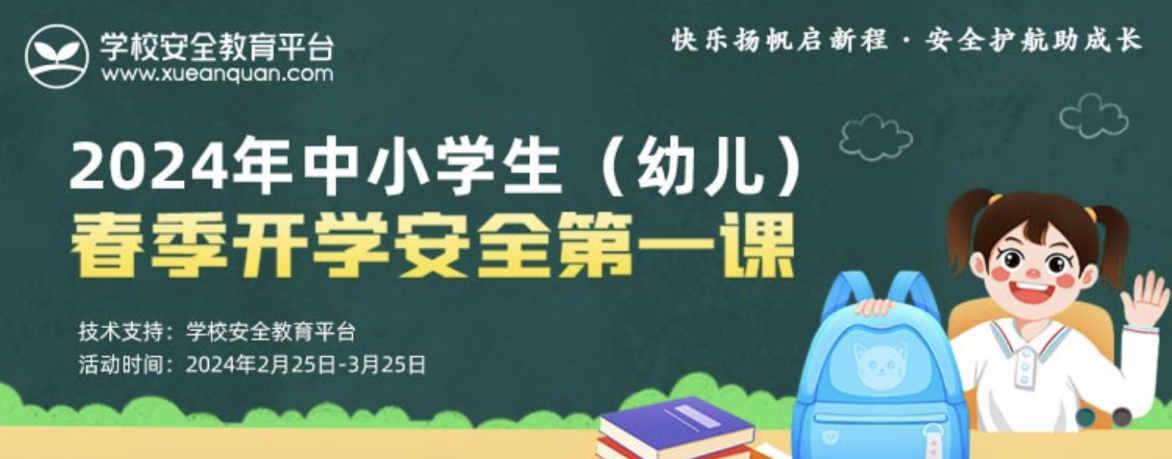 学校安全教育平台
www.xueanquan.com
快乐扬帆启新程·安全护航助成长
2024年中小学生（幼儿）
春季开学安全第一课
技术支持：学校安全教育平台
活动时间：2024年2月25日-3月25日